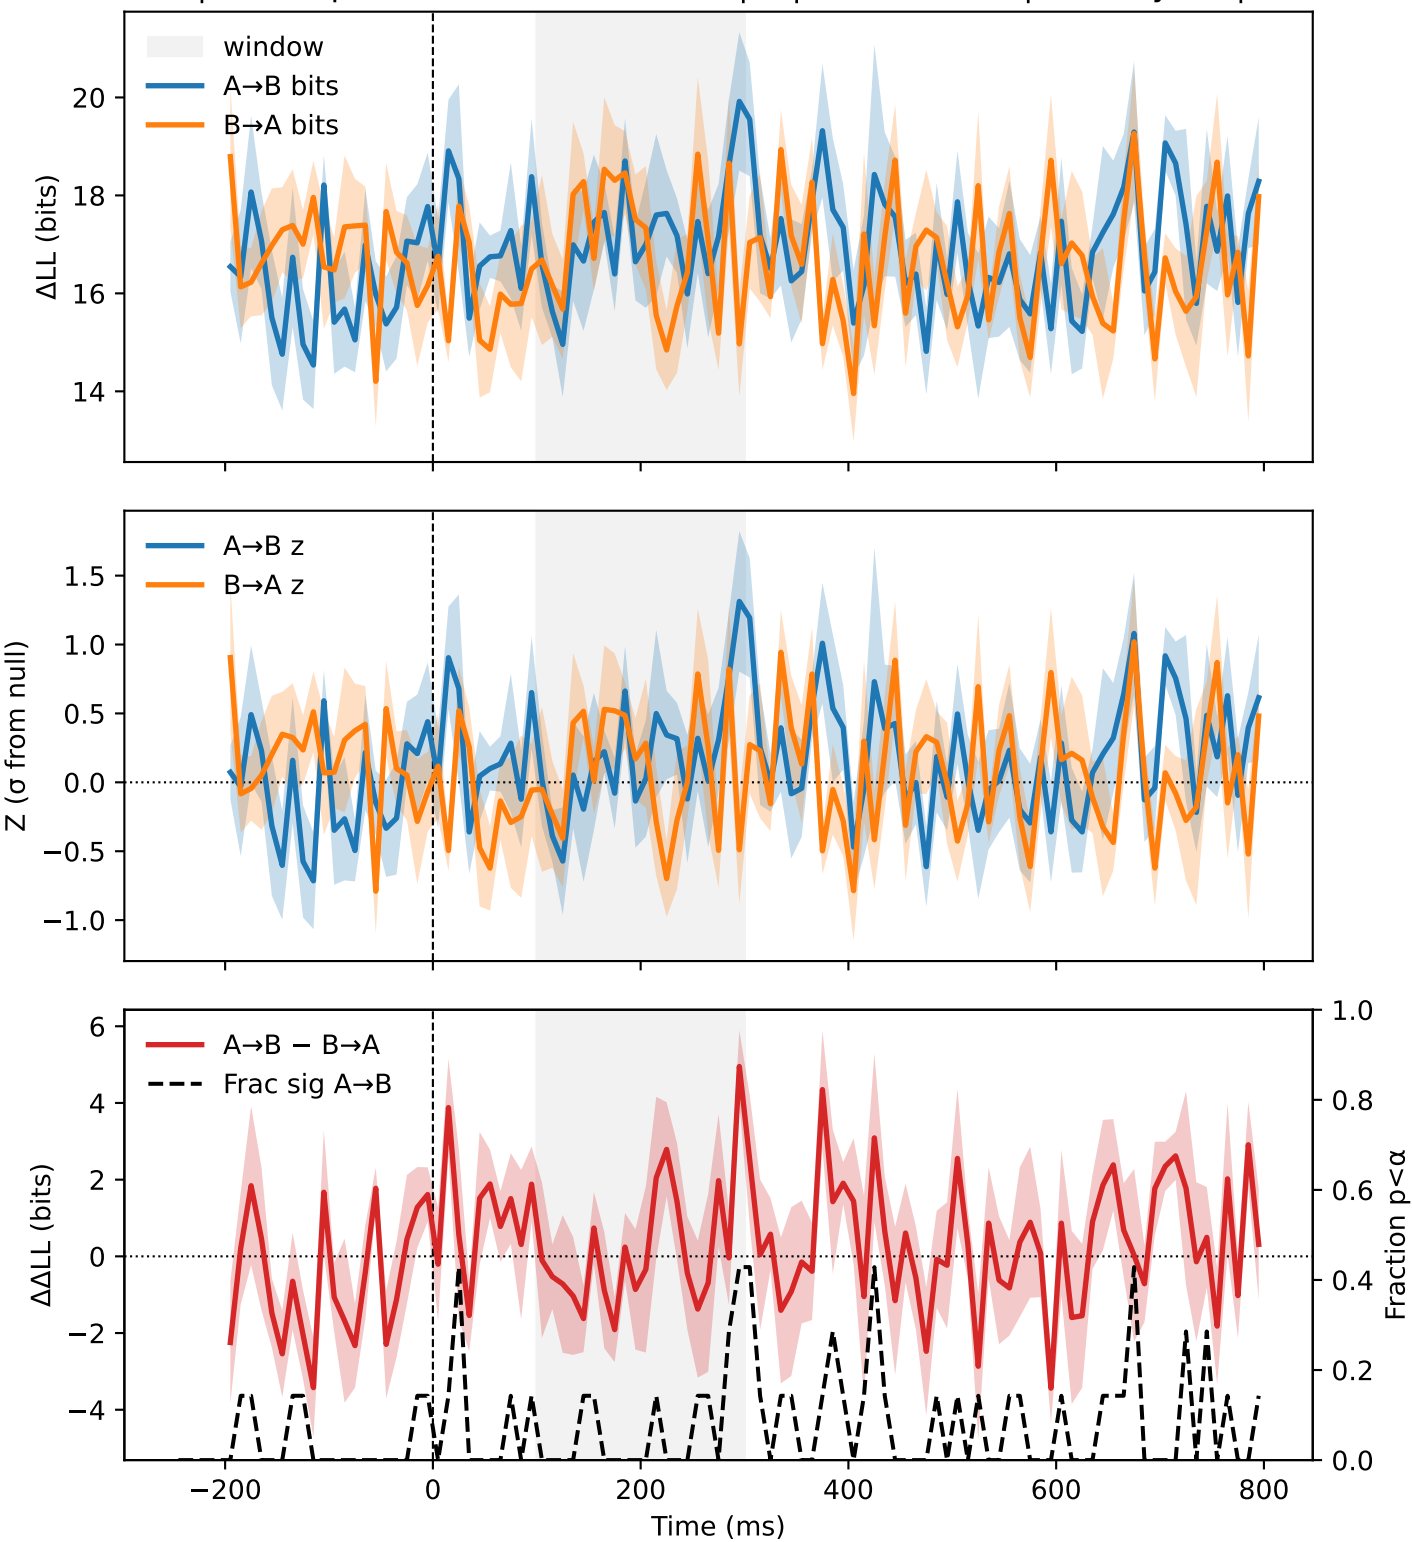 window
A→B bits
B→A bits
20
18
16
14
ΔLL (bits)
A→B z
B→A z
1.5
1.0
0.5
0.0
−0.5
−1.0
Z (σ from null)
A→B − B→A
Frac sig A→B
6
4
2
0
−2
−4
ΔΔLL (bits)
1.0
0.8
0.6
0.4
0.2
0.0
Fraction p<α
−200 0 200 400 600 800
Time (ms)